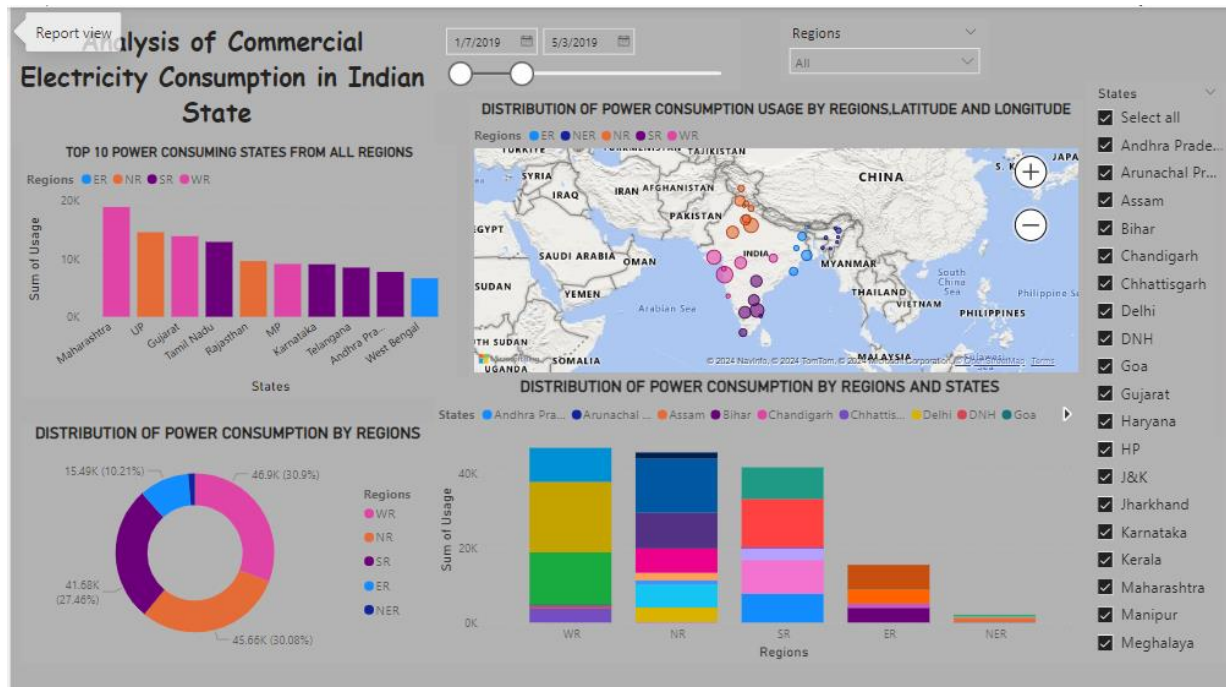 Report view
Analysis of Commercial
Electricity Consumption in Indian
State
1/7/2019
5/3/2019
Regions
All
TOP 10 POWER CONSUMING STATES FROM ALL REGIONS
Regions ER NR SR WR
20K
10K
0K
Sum of Usage
Maharashtra
UP
Gujarat
Tamil Nadu
Rajasthan
MP
Karnataka
Telangana
Andhra Pra...
West Bengal
States
DISTRIBUTION OF POWER CONSUMPTION USAGE BY REGIONS,LATITUDE AND LONGITUDE
Regions ER NER NR SR WR
TAJIKISTAN
SYRIA
IRAQ
IRAN
AFGHANISTAN
CHINA
JAPA
PAKISTAN
EGYPT
SAUDI ARABIA
OMAN
INDIA
MYANMAR
SUDAN
YEMEN
Arabian Sea
THAILAND
VIETNAM
South
China
Sea
PHILIPPINES
Philippine Se
TH SUDAN
UGANDA
SOMALIA
MALAYSIA
© 2024 NavInfo, © 2024 TomTom, © 2024 Microsoft Corporation, © OpenStreetMap Terms
DISTRIBUTION OF POWER CONSUMPTION BY REGIONS
15.49K (10.21%)
46.9K (30.9%)
41.68K
(27.46%)
45.66K (30.08%)
Regions
WR
NR
SR
ER
NER
DISTRIBUTION OF POWER CONSUMPTION BY REGIONS AND STATES
States Andhra Pra... Arunachal ... Assam Bihar Chandigarh Chhattis... Delhi DNH Goa
40K
20K
0K
Sum of Usage
WR
NR
SR
ER
NER
Regions
States
Select all
Andhra Prade...
Arunachal Pr...
Assam
Bihar
Chandigarh
Chhattisgarh
Delhi
DNH
Goa
Gujarat
Haryana
HP
J&K
Jharkhand
Karnataka
Kerala
Maharashtra
Manipur
Meghalaya